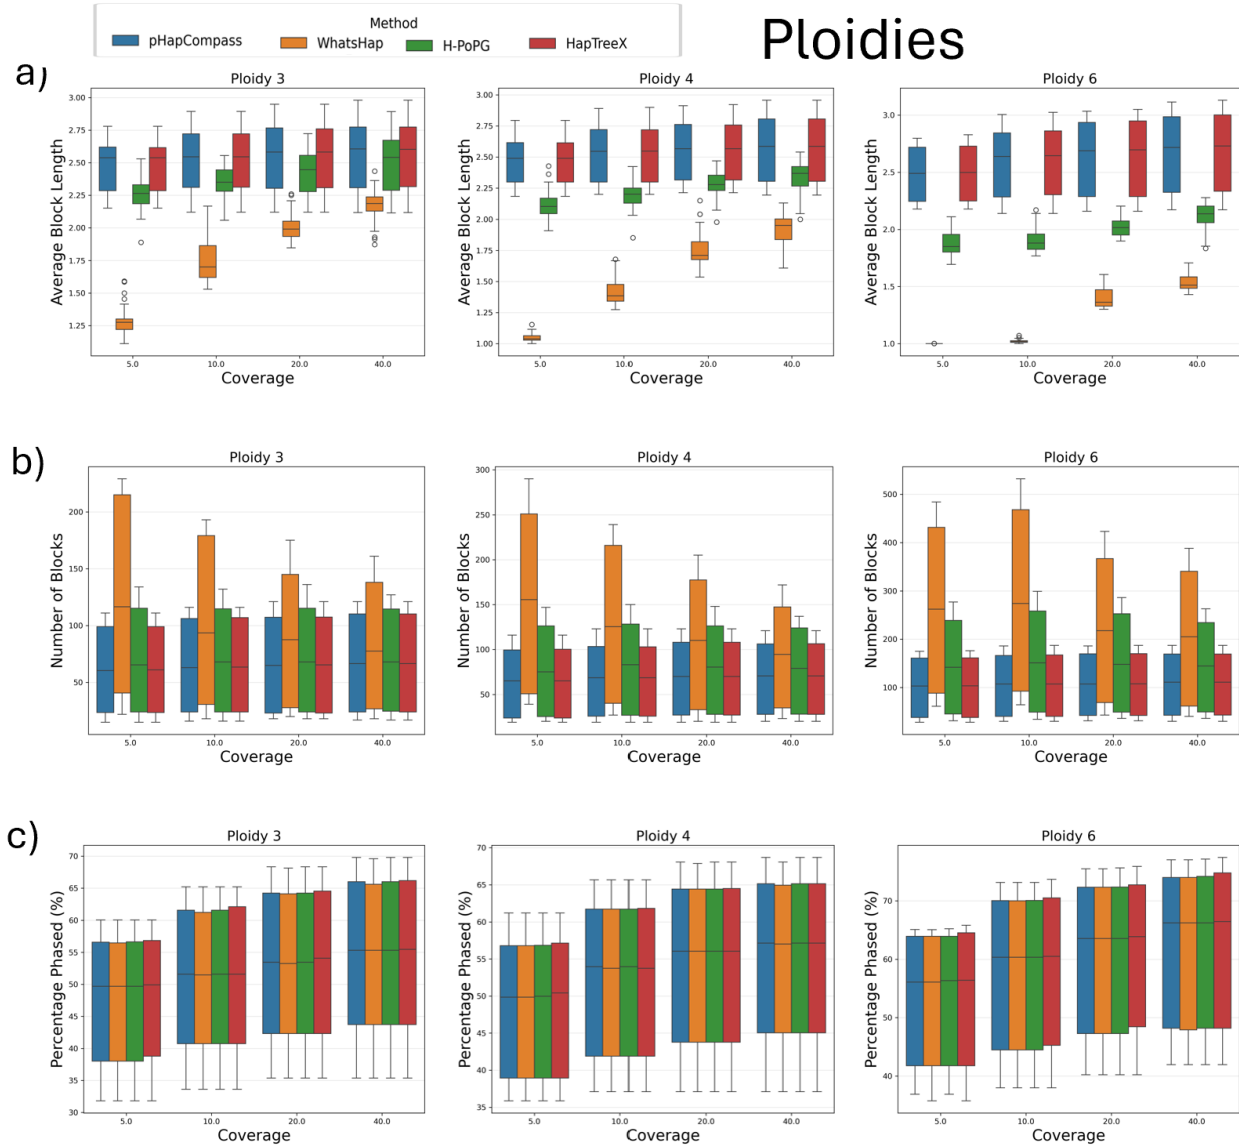 Method
pHapCompass WhatsHap H-PoPG HapTreeX
Ploidies
a)
Ploidy 3
Average Block Length
3.00
2.75
2.50
2.25
2.00
1.75
1.50
1.25
5.0 10.0 20.0 40.0
Coverage
Ploidy 4
Average Block Length
3.00
2.75
2.50
2.25
2.00
1.75
1.50
1.25
1.00
5.0 10.0 20.0 40.0
Coverage
Ploidy 6
Average Block Length
3.0
2.5
2.0
1.5
1.0
5.0 10.0 20.0 40.0
Coverage
b)
Ploidy 3
Number of Blocks
200
150
100
50
5.0 10.0 20.0 40.0
Coverage
Ploidy 4
Number of Blocks
300
250
200
150
100
50
5.0 10.0 20.0 40.0
Coverage
Ploidy 6
Number of Blocks
500
400
300
200
100
5.0 10.0 20.0 40.0
Coverage
c)
Ploidy 3
Percentage Phased (%)
70
65
60
55
50
45
40
35
30
5.0 10.0 20.0 40.0
Coverage
Ploidy 4
Percentage Phased (%)
70
65
60
55
50
45
40
35
5.0 10.0 20.0 40.0
Coverage
Ploidy 6
Percentage Phased (%)
70
60
50
40
5.0 10.0 20.0 40.0
Coverage